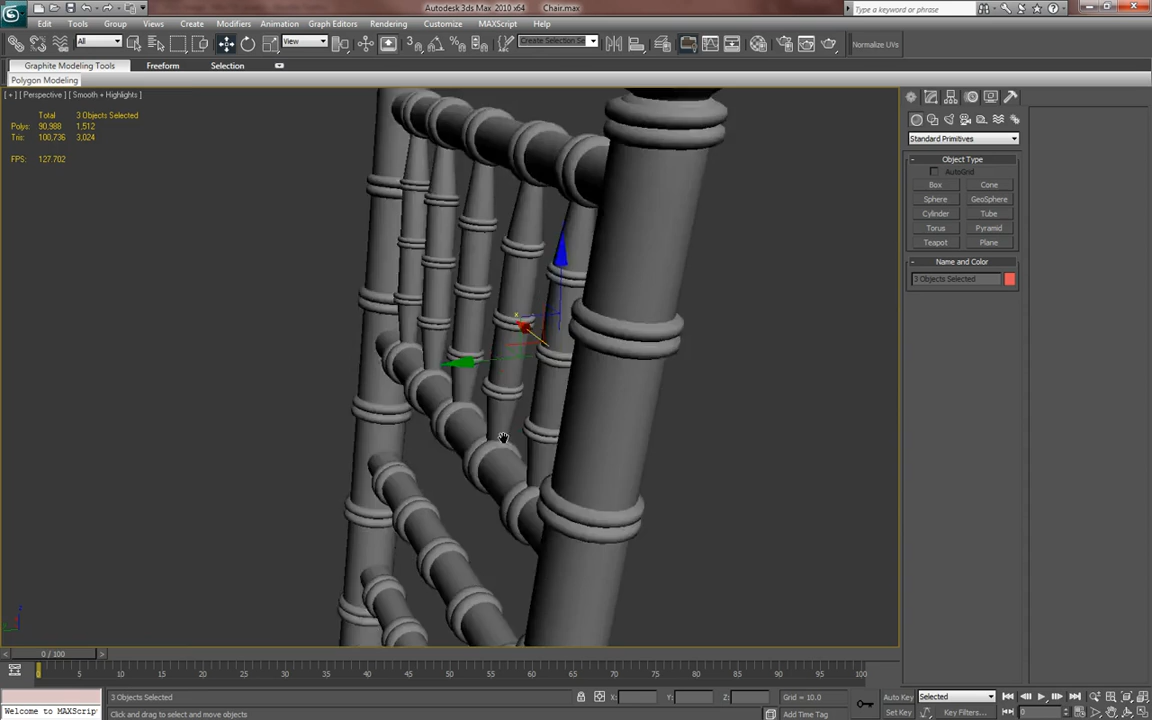 Autodesk 3ds Max 2010 x64 Chair.max
Type a keyword or phrase
Edit Tools Group Views Create Modifiers Animation Graph Editors Rendering Customize MAXScript Help
All View Create Selection Se Normalize UVs
Graphite Modeling Tools Freeform Selection
Polygon Modeling
[ + ] [ Perspective ] [ Smooth + Highlights ]
Total 3 Objects Selected
Polys: 90,988 1,512
Tris: 100,736 3,024
FPS: 127.702
Standard Primitives
- Object Type
AutoGrid
Box Cone
Sphere GeoSphere
Cylinder Tube
Torus Pyramid
Teapot Plane
- Name and Color
3 Objects Selected
x
z
< 0 / 100 >
0 5 10 15 20 25 30 35 40 45 50 55 60 65 70 75 80 85 90 95 100
3 Objects Selected X: Y: Z: Grid = 10.0 Auto Key Selected
Welcome to MAXScrip Click and drag to select and move objects Add Time Tag Set Key Key Filters... 0